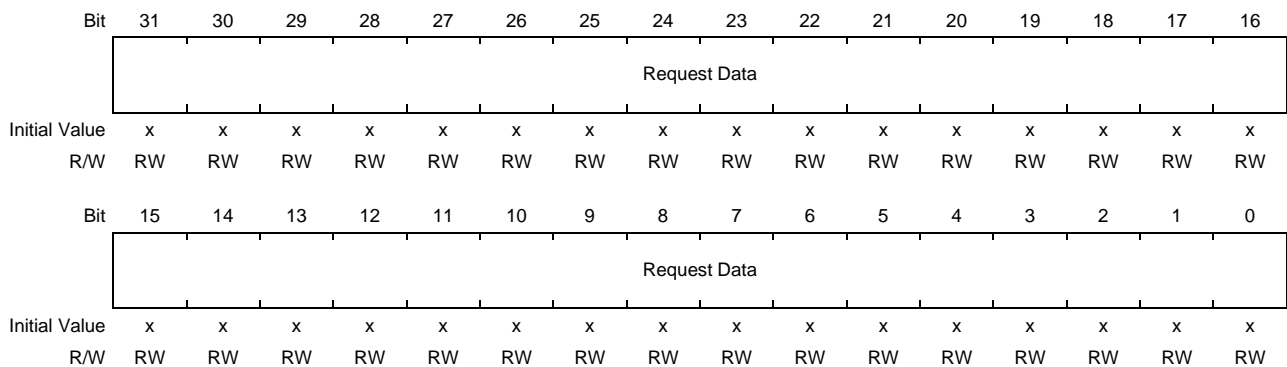 Bit 31 30 29 28 27 26 25 24 23 22 21 20 19 18 17 16
Request Data
Initial Value x x x x x x x x x x x x x x x x
R/W RW RW RW RW RW RW RW RW RW RW RW RW RW RW RW RW
Bit 15 14 13 12 11 10 9 8 7 6 5 4 3 2 1 0
Request Data
Initial Value x x x x x x x x x x x x x x x x
R/W RW RW RW RW RW RW RW RW RW RW RW RW RW RW RW RW